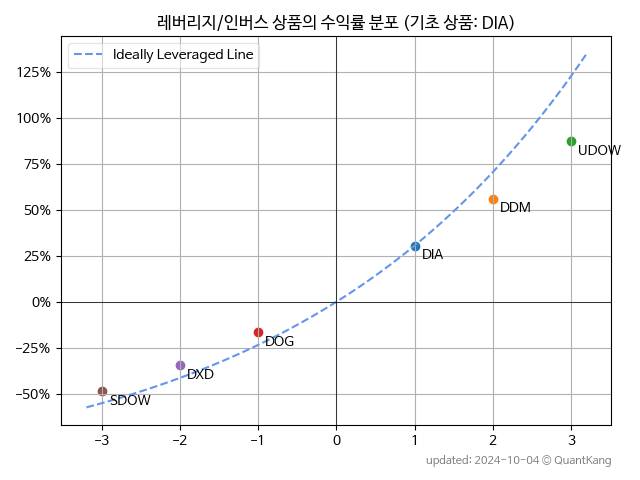 레버리지/인버스 상품의 수익률 분포 (기초 상품: DIA)
Ideally Leveraged Line
125%
100%
75%
50%
25%
0%
−25%
−50%
UDOW
DDM
DIA
DOG
DXD
SDOW
−3 −2 −1 0 1 2 3
updated: 2024-10-04 © QuantKang